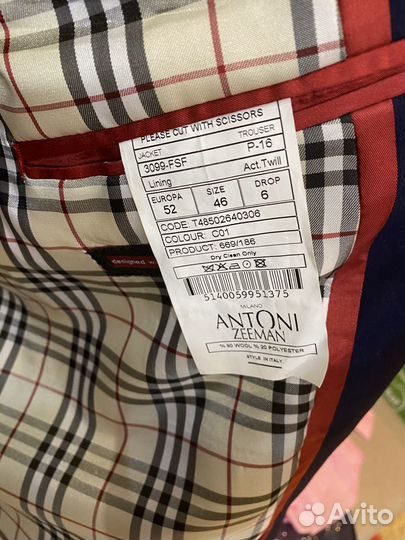 PLEASE CUT WITH SCISSORS
JACKET TROUSER
3099-FSF P-16
Lining Act.Twill
EUROPA SIZE DROP
52 46 6
CODE: T48502640306
COLOUR: C01
PRODUCT: 669/186
Dry Clean Only
5140059951375
MILANO
ANTONI
ZEEMAN
% 80 WOOL % 20 POLYESTER
STYLE IN ITALY
designed
Avito